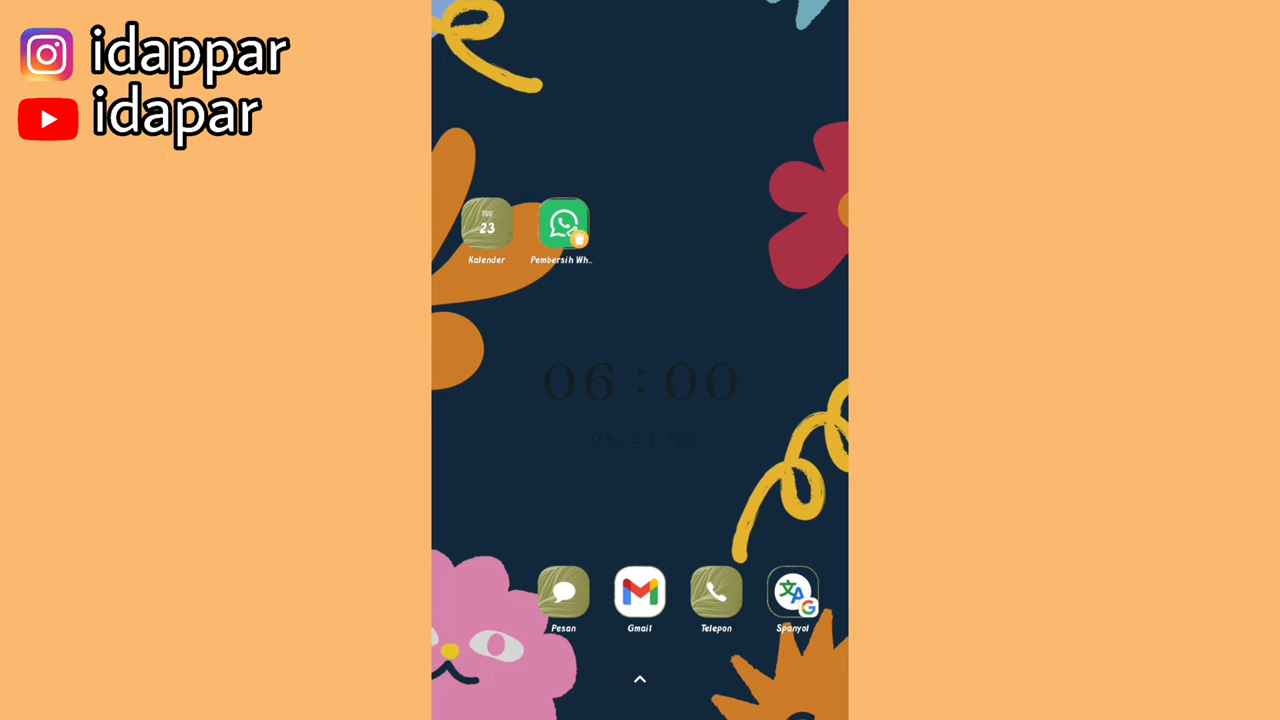 idappar
idapar
TUE
23
Kalender
Pembersih Wh..
06:00
Pesan
Gmail
Telepon
Spanyol